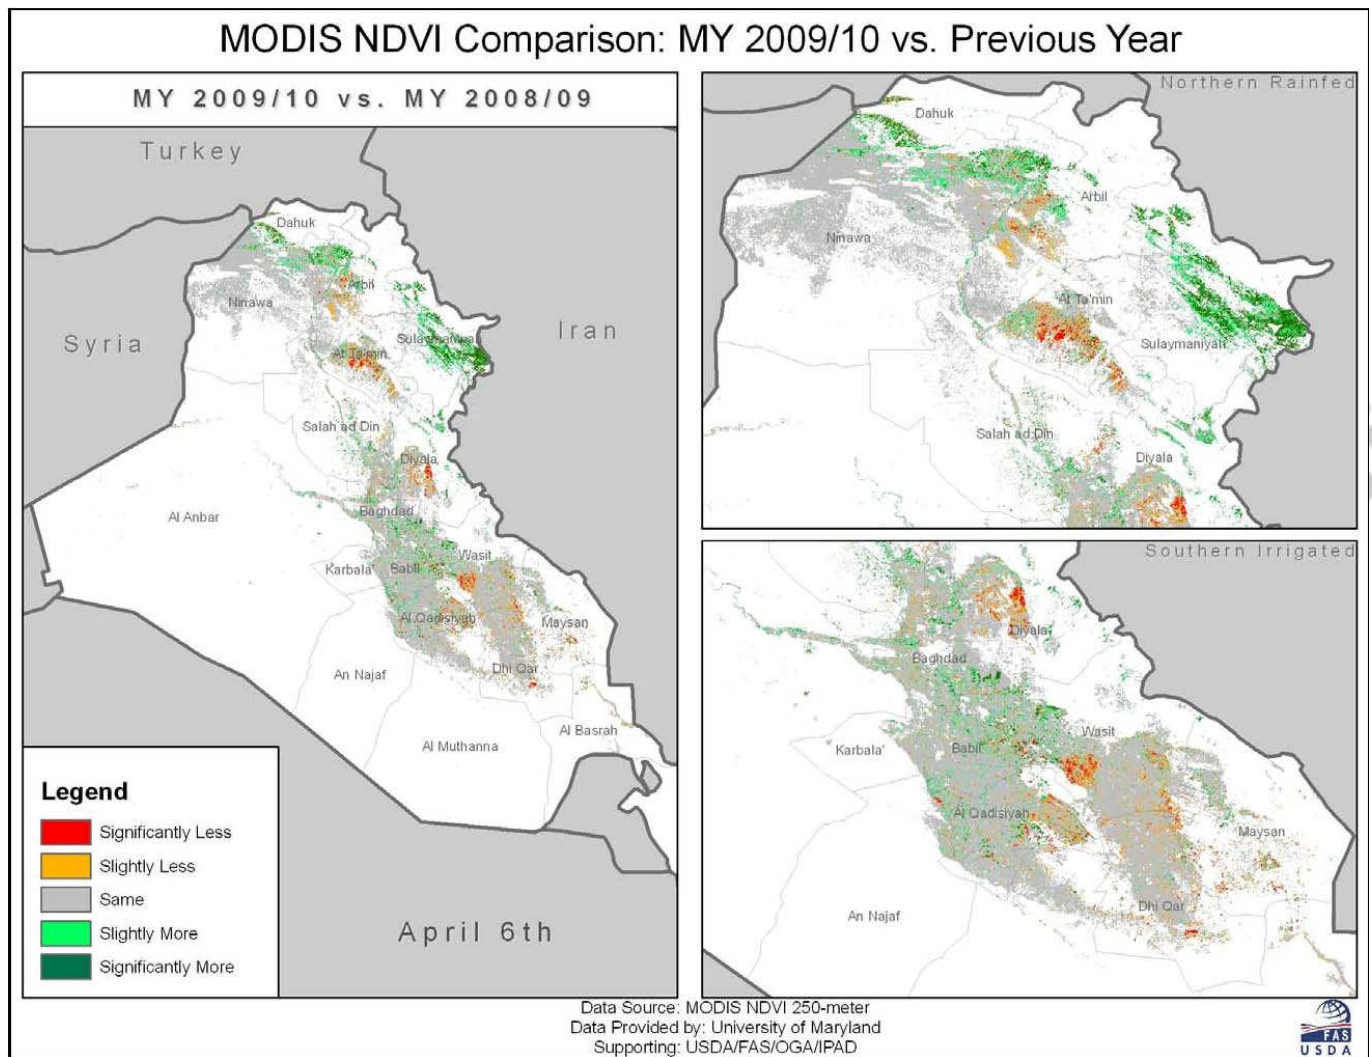 MODIS NDVI Comparison: MY 2009/10 vs. Previous Year
MY 2009/10 vs. MY 2008/09
Turkey
Syria
Iran
Dahuk
Ninawa
Arbil
Sulaymaniyah
At Ta'min
Salah ad Din
Diyala
Al Anbar
Baghdad
Wasit
Karbala'
Babil
Al Qadisiyah
Maysan
An Najaf
Dhi Qar
Al Muthanna
Al Basrah
Legend
Significantly Less
Slightly Less
Same
Slightly More
Significantly More
April 6th
Northern Rainfed
Dahuk
Arbil
Ninawa
At Ta'min
Sulaymaniyah
Salah ad Din
Diyala
Southern Irrigated
Diyala
Baghdad
Wasit
Karbala'
Babil
Al Qadisiyah
Maysan
An Najaf
Dhi Qar
Data Source: MODIS NDVI 250-meter
Data Provided by: University of Maryland
Supporting: USDA/FAS/OGA/IPAD
FAS
USDA